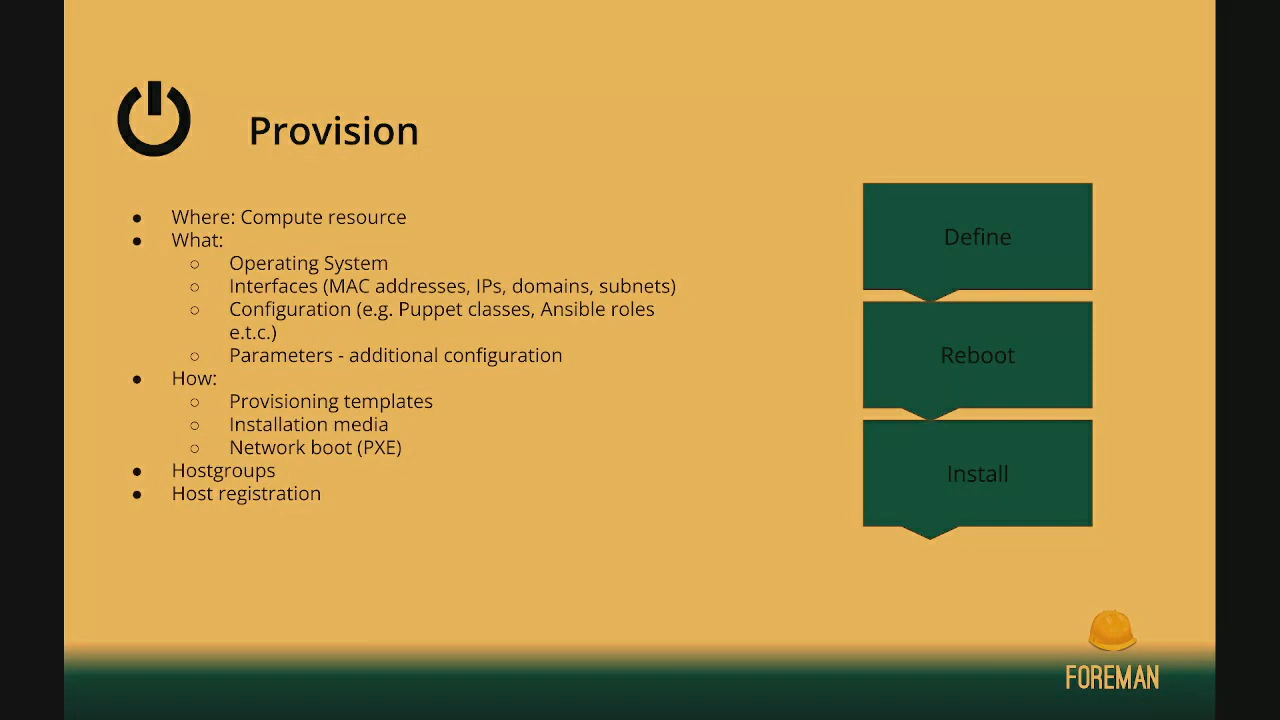 Provision
● Where: Compute resource
● What:
○ Operating System
○ Interfaces (MAC addresses, IPs, domains, subnets)
○ Configuration (e.g. Puppet classes, Ansible roles
e.t.c.)
○ Parameters - additional configuration
● How:
○ Provisioning templates
○ Installation media
○ Network boot (PXE)
● Hostgroups
● Host registration
Define
Reboot
Install
FOREMAN